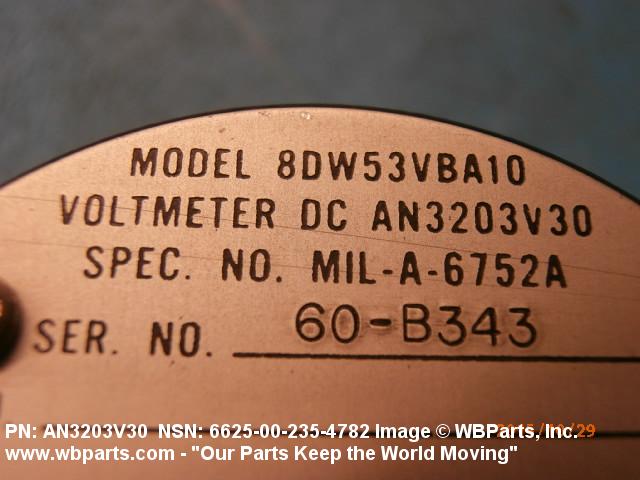 MODEL 8DW53VBA10
VOLTMETER DC AN3203V30
SPEC. NO. MIL-A-6752A
SER. NO. 60-B343
PN: AN3203V30 NSN: 6625-00-235-4782 Image © WBParts, Inc.
www.wbparts.com - "Our Parts Keep the World Moving"